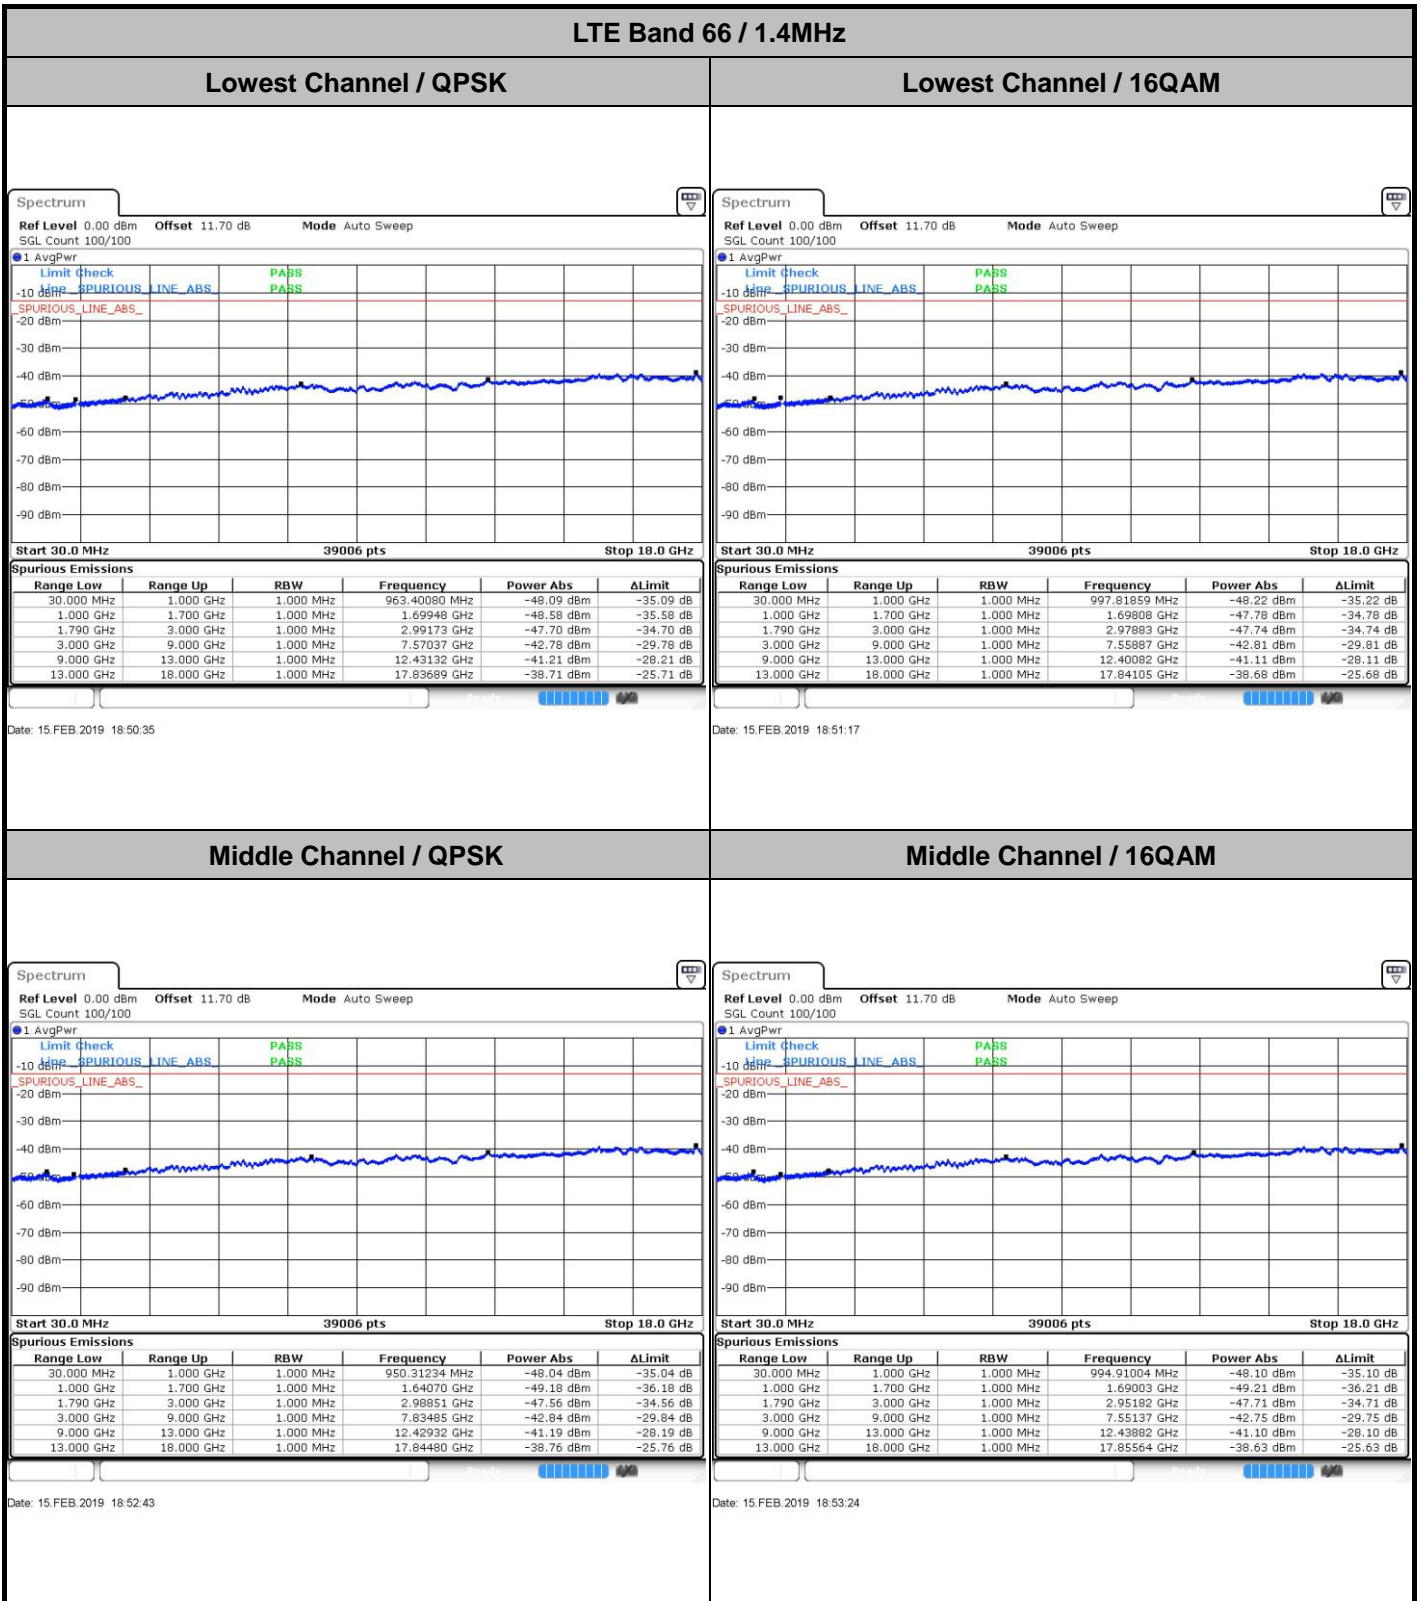 LTE Band 66 / 1.4MHz
Lowest Channel / QPSK
Lowest Channel / 16QAM
Spectrum
Ref Level 0.00 dBm Offset 11.70 dB Mode Auto Sweep
SGL Count 100/100
1 AvgPwr
Limit Check PASS
Line _SPURIOUS_LINE_ABS_ PASS
-10 dBm
_SPURIOUS_LINE_ABS_
-20 dBm
-30 dBm
-40 dBm
-50 dBm
-60 dBm
-70 dBm
-80 dBm
-90 dBm
Start 30.0 MHz 39006 pts Stop 18.0 GHz
Spurious Emissions
Range Low Range Up RBW Frequency Power Abs ΔLimit
30.000 MHz 1.000 GHz 1.000 MHz 963.40080 MHz -48.09 dBm -35.09 dB
1.000 GHz 1.700 GHz 1.000 MHz 1.69948 GHz -48.58 dBm -35.58 dB
1.790 GHz 3.000 GHz 1.000 MHz 2.99173 GHz -47.70 dBm -34.70 dB
3.000 GHz 9.000 GHz 1.000 MHz 7.57037 GHz -42.78 dBm -29.78 dB
9.000 GHz 13.000 GHz 1.000 MHz 12.43132 GHz -41.21 dBm -28.21 dB
13.000 GHz 18.000 GHz 1.000 MHz 17.83689 GHz -38.71 dBm -25.71 dB
Date: 15.FEB.2019 18:50:35
Spectrum
Ref Level 0.00 dBm Offset 11.70 dB Mode Auto Sweep
SGL Count 100/100
1 AvgPwr
Limit Check PASS
Line _SPURIOUS_LINE_ABS_ PASS
-10 dBm
_SPURIOUS_LINE_ABS_
-20 dBm
-30 dBm
-40 dBm
-50 dBm
-60 dBm
-70 dBm
-80 dBm
-90 dBm
Start 30.0 MHz 39006 pts Stop 18.0 GHz
Spurious Emissions
Range Low Range Up RBW Frequency Power Abs ΔLimit
30.000 MHz 1.000 GHz 1.000 MHz 997.81859 MHz -48.22 dBm -35.22 dB
1.000 GHz 1.700 GHz 1.000 MHz 1.69808 GHz -47.78 dBm -34.78 dB
1.790 GHz 3.000 GHz 1.000 MHz 2.97883 GHz -47.74 dBm -34.74 dB
3.000 GHz 9.000 GHz 1.000 MHz 7.55887 GHz -42.81 dBm -29.81 dB
9.000 GHz 13.000 GHz 1.000 MHz 12.40082 GHz -41.11 dBm -28.11 dB
13.000 GHz 18.000 GHz 1.000 MHz 17.84105 GHz -38.68 dBm -25.68 dB
Date: 15.FEB.2019 18:51:17
Middle Channel / QPSK
Middle Channel / 16QAM
Spectrum
Ref Level 0.00 dBm Offset 11.70 dB Mode Auto Sweep
SGL Count 100/100
1 AvgPwr
Limit Check PASS
Line _SPURIOUS_LINE_ABS_ PASS
-10 dBm
_SPURIOUS_LINE_ABS_
-20 dBm
-30 dBm
-40 dBm
-50 dBm
-60 dBm
-70 dBm
-80 dBm
-90 dBm
Start 30.0 MHz 39006 pts Stop 18.0 GHz
Spurious Emissions
Range Low Range Up RBW Frequency Power Abs ΔLimit
30.000 MHz 1.000 GHz 1.000 MHz 950.31234 MHz -48.04 dBm -35.04 dB
1.000 GHz 1.700 GHz 1.000 MHz 1.64070 GHz -49.18 dBm -36.18 dB
1.790 GHz 3.000 GHz 1.000 MHz 2.98851 GHz -47.56 dBm -34.56 dB
3.000 GHz 9.000 GHz 1.000 MHz 7.83485 GHz -42.84 dBm -29.84 dB
9.000 GHz 13.000 GHz 1.000 MHz 12.42932 GHz -41.19 dBm -28.19 dB
13.000 GHz 18.000 GHz 1.000 MHz 17.84480 GHz -38.76 dBm -25.76 dB
Date: 15.FEB.2019 18:52:43
Spectrum
Ref Level 0.00 dBm Offset 11.70 dB Mode Auto Sweep
SGL Count 100/100
1 AvgPwr
Limit Check PASS
Line _SPURIOUS_LINE_ABS_ PASS
-10 dBm
_SPURIOUS_LINE_ABS_
-20 dBm
-30 dBm
-40 dBm
-50 dBm
-60 dBm
-70 dBm
-80 dBm
-90 dBm
Start 30.0 MHz 39006 pts Stop 18.0 GHz
Spurious Emissions
Range Low Range Up RBW Frequency Power Abs ΔLimit
30.000 MHz 1.000 GHz 1.000 MHz 994.91004 MHz -48.10 dBm -35.10 dB
1.000 GHz 1.700 GHz 1.000 MHz 1.69003 GHz -49.21 dBm -36.21 dB
1.790 GHz 3.000 GHz 1.000 MHz 2.95182 GHz -47.71 dBm -34.71 dB
3.000 GHz 9.000 GHz 1.000 MHz 7.55137 GHz -42.75 dBm -29.75 dB
9.000 GHz 13.000 GHz 1.000 MHz 12.43882 GHz -41.10 dBm -28.10 dB
13.000 GHz 18.000 GHz 1.000 MHz 17.85564 GHz -38.63 dBm -25.63 dB
Date: 15.FEB.2019 18:53:24